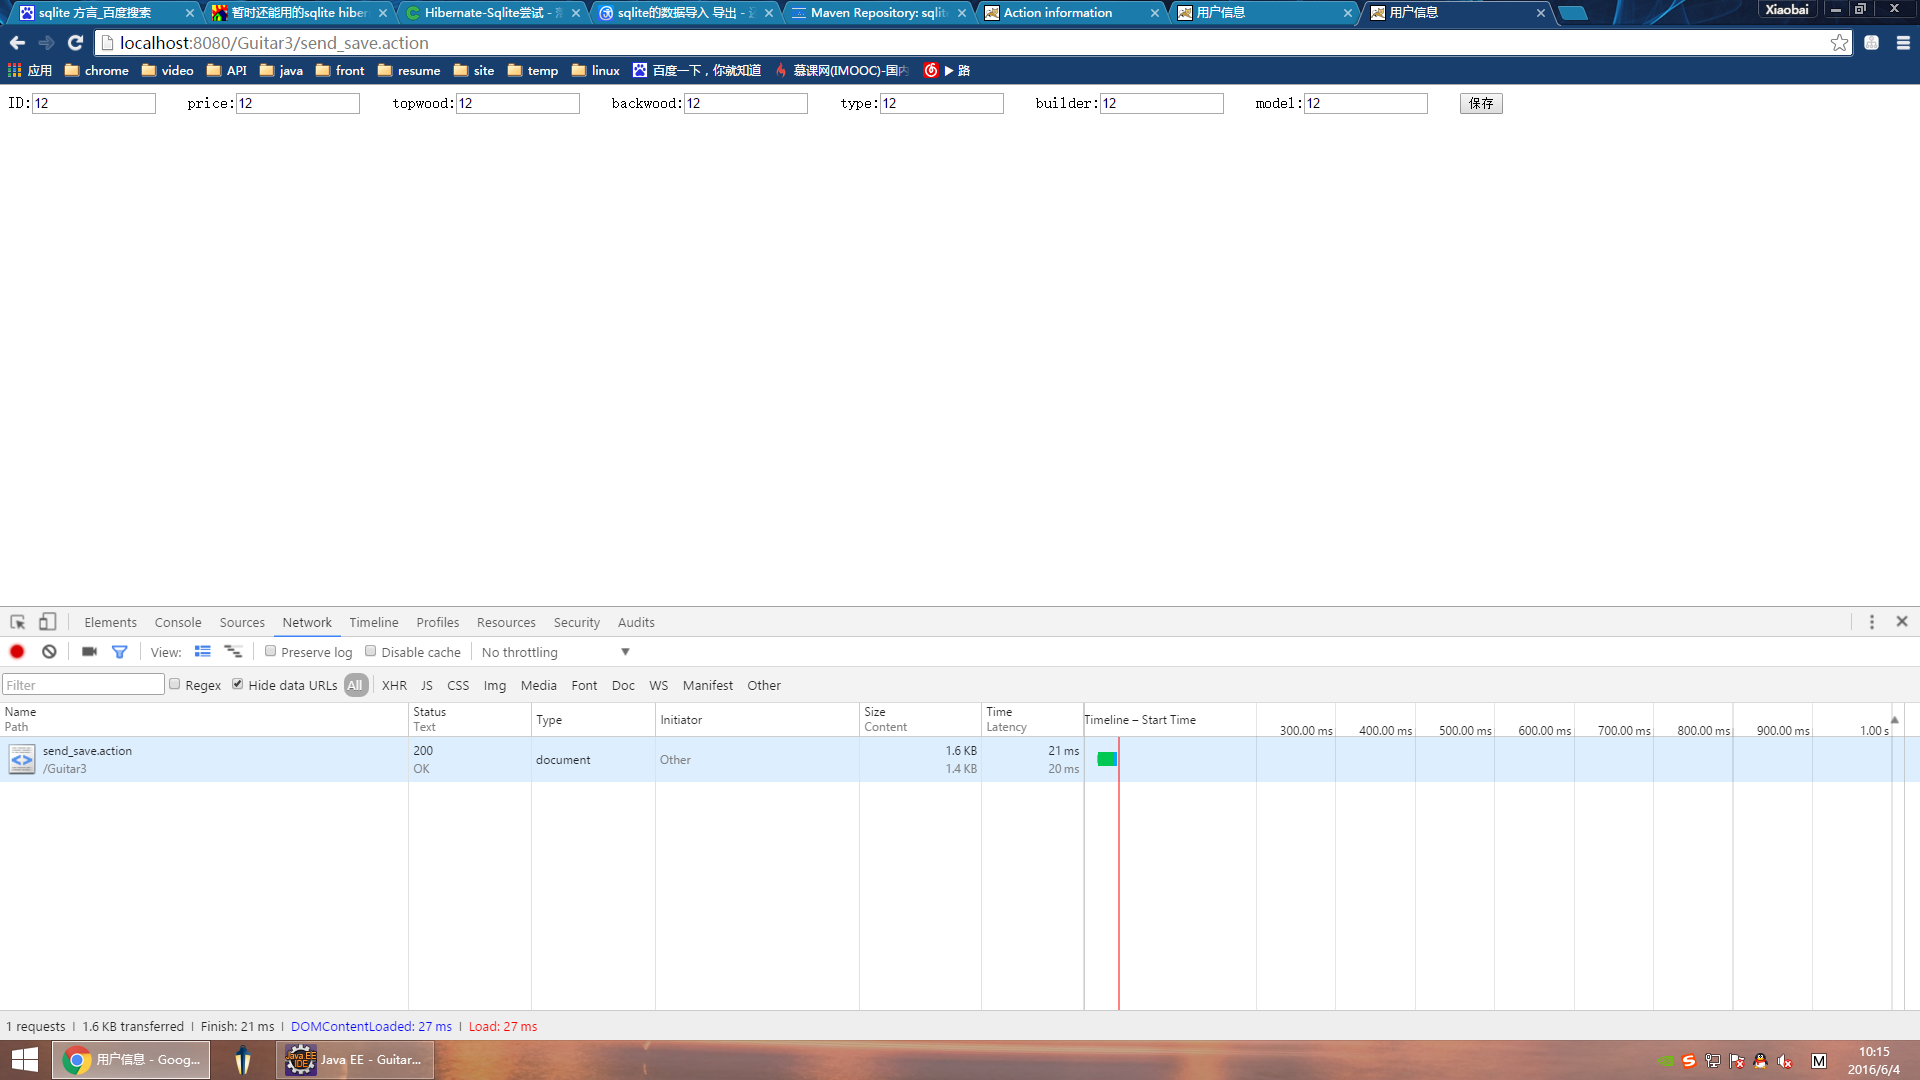 sqlite 方言_百度搜索
暂时还能用的sqlite hiber
Hibernate-Sqlite尝试 -
sqlite的数据导入 导出 -
Maven Repository: sqlite
Action information
用户信息
用户信息
Xiaobai
localhost:8080/Guitar3/send_save.action
应用 chrome video API java front resume site temp linux 百度一下，你就知道 慕课网(IMOOC)-国内 ▶ 路
ID: 12 price: 12 topwood: 12 backwood: 12 type: 12 builder: 12 model: 12 保存
Elements Console Sources Network Timeline Profiles Resources Security Audits
View: Preserve log Disable cache No throttling
Filter Regex Hide data URLs All XHR JS CSS Img Media Font Doc WS Manifest Other
Name Status Type Initiator Size Time Timeline – Start Time
Path Text Content Latency 300.00 ms 400.00 ms 500.00 ms 600.00 ms 700.00 ms 800.00 ms 900.00 ms 1.00 s
send_save.action 200 document Other 1.6 KB 21 ms
/Guitar3 OK 1.4 KB 20 ms
1 requests | 1.6 KB transferred | Finish: 21 ms | DOMContentLoaded: 27 ms | Load: 27 ms
用户信息 - Goog...
Java EE IDE
Java EE - Guitar...
M
10:15
2016/6/4